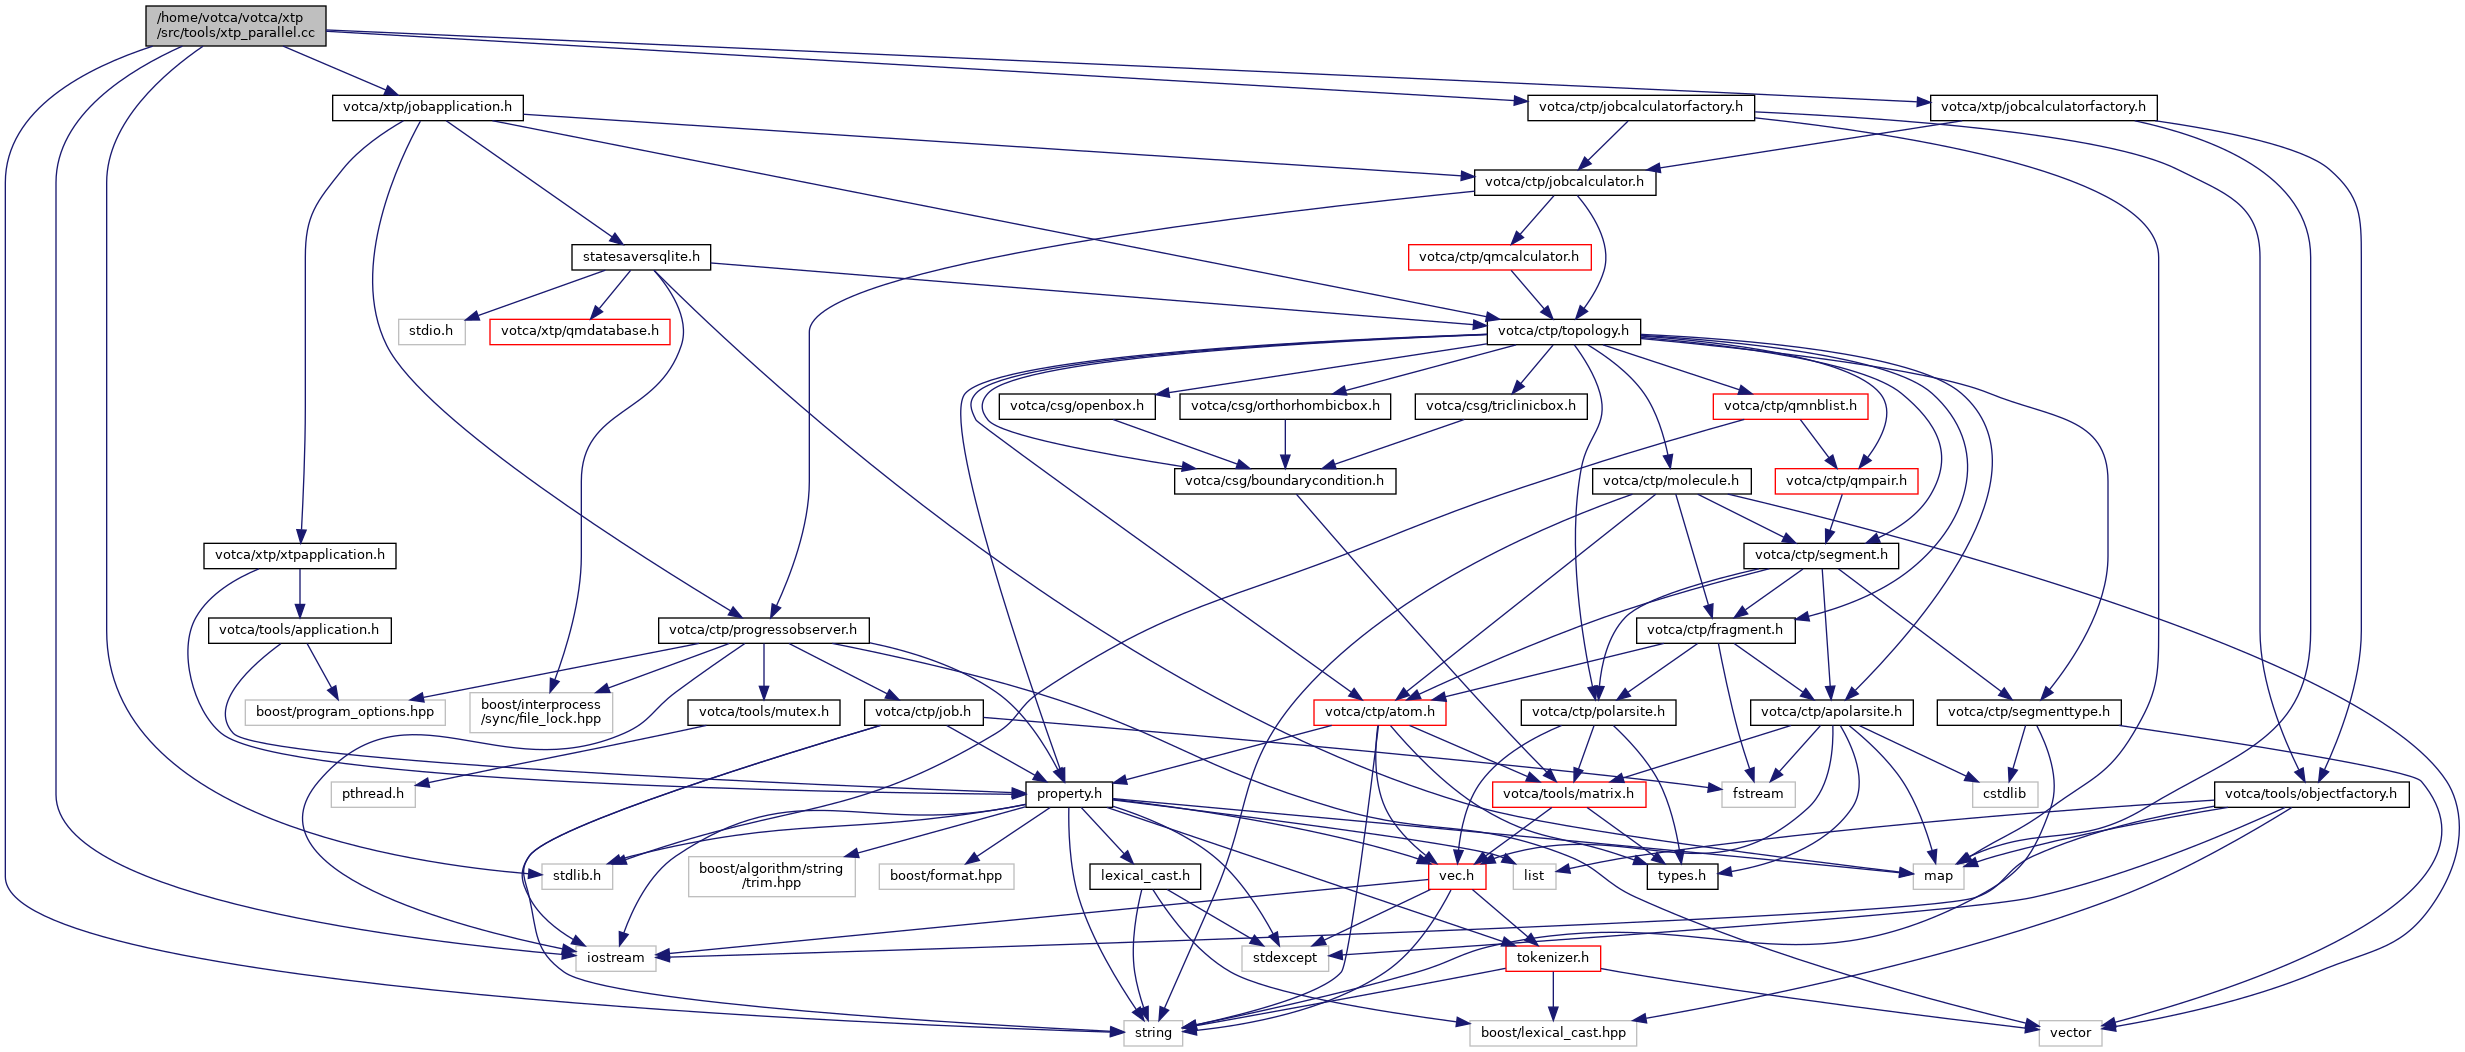 /home/votca/votca/xtp
/src/tools/xtp_parallel.cc
votca/xtp/jobapplication.h
votca/ctp/jobcalculatorfactory.h
votca/xtp/jobcalculatorfactory.h
votca/ctp/jobcalculator.h
statesaversqlite.h
votca/ctp/qmcalculator.h
stdio.h
votca/xtp/qmdatabase.h
votca/ctp/topology.h
votca/csg/openbox.h
votca/csg/orthorhombicbox.h
votca/csg/triclinicbox.h
votca/ctp/qmnblist.h
votca/csg/boundarycondition.h
votca/ctp/molecule.h
votca/ctp/qmpair.h
votca/xtp/xtpapplication.h
votca/ctp/segment.h
votca/tools/application.h
votca/ctp/progressobserver.h
votca/ctp/fragment.h
boost/program_options.hpp
boost/interprocess
/sync/file_lock.hpp
votca/tools/mutex.h
votca/ctp/job.h
votca/ctp/atom.h
votca/ctp/polarsite.h
votca/ctp/apolarsite.h
votca/ctp/segmenttype.h
pthread.h
property.h
votca/tools/matrix.h
fstream
cstdlib
votca/tools/objectfactory.h
stdlib.h
boost/algorithm/string
/trim.hpp
boost/format.hpp
lexical_cast.h
vec.h
list
types.h
map
iostream
stdexcept
tokenizer.h
string
boost/lexical_cast.hpp
vector